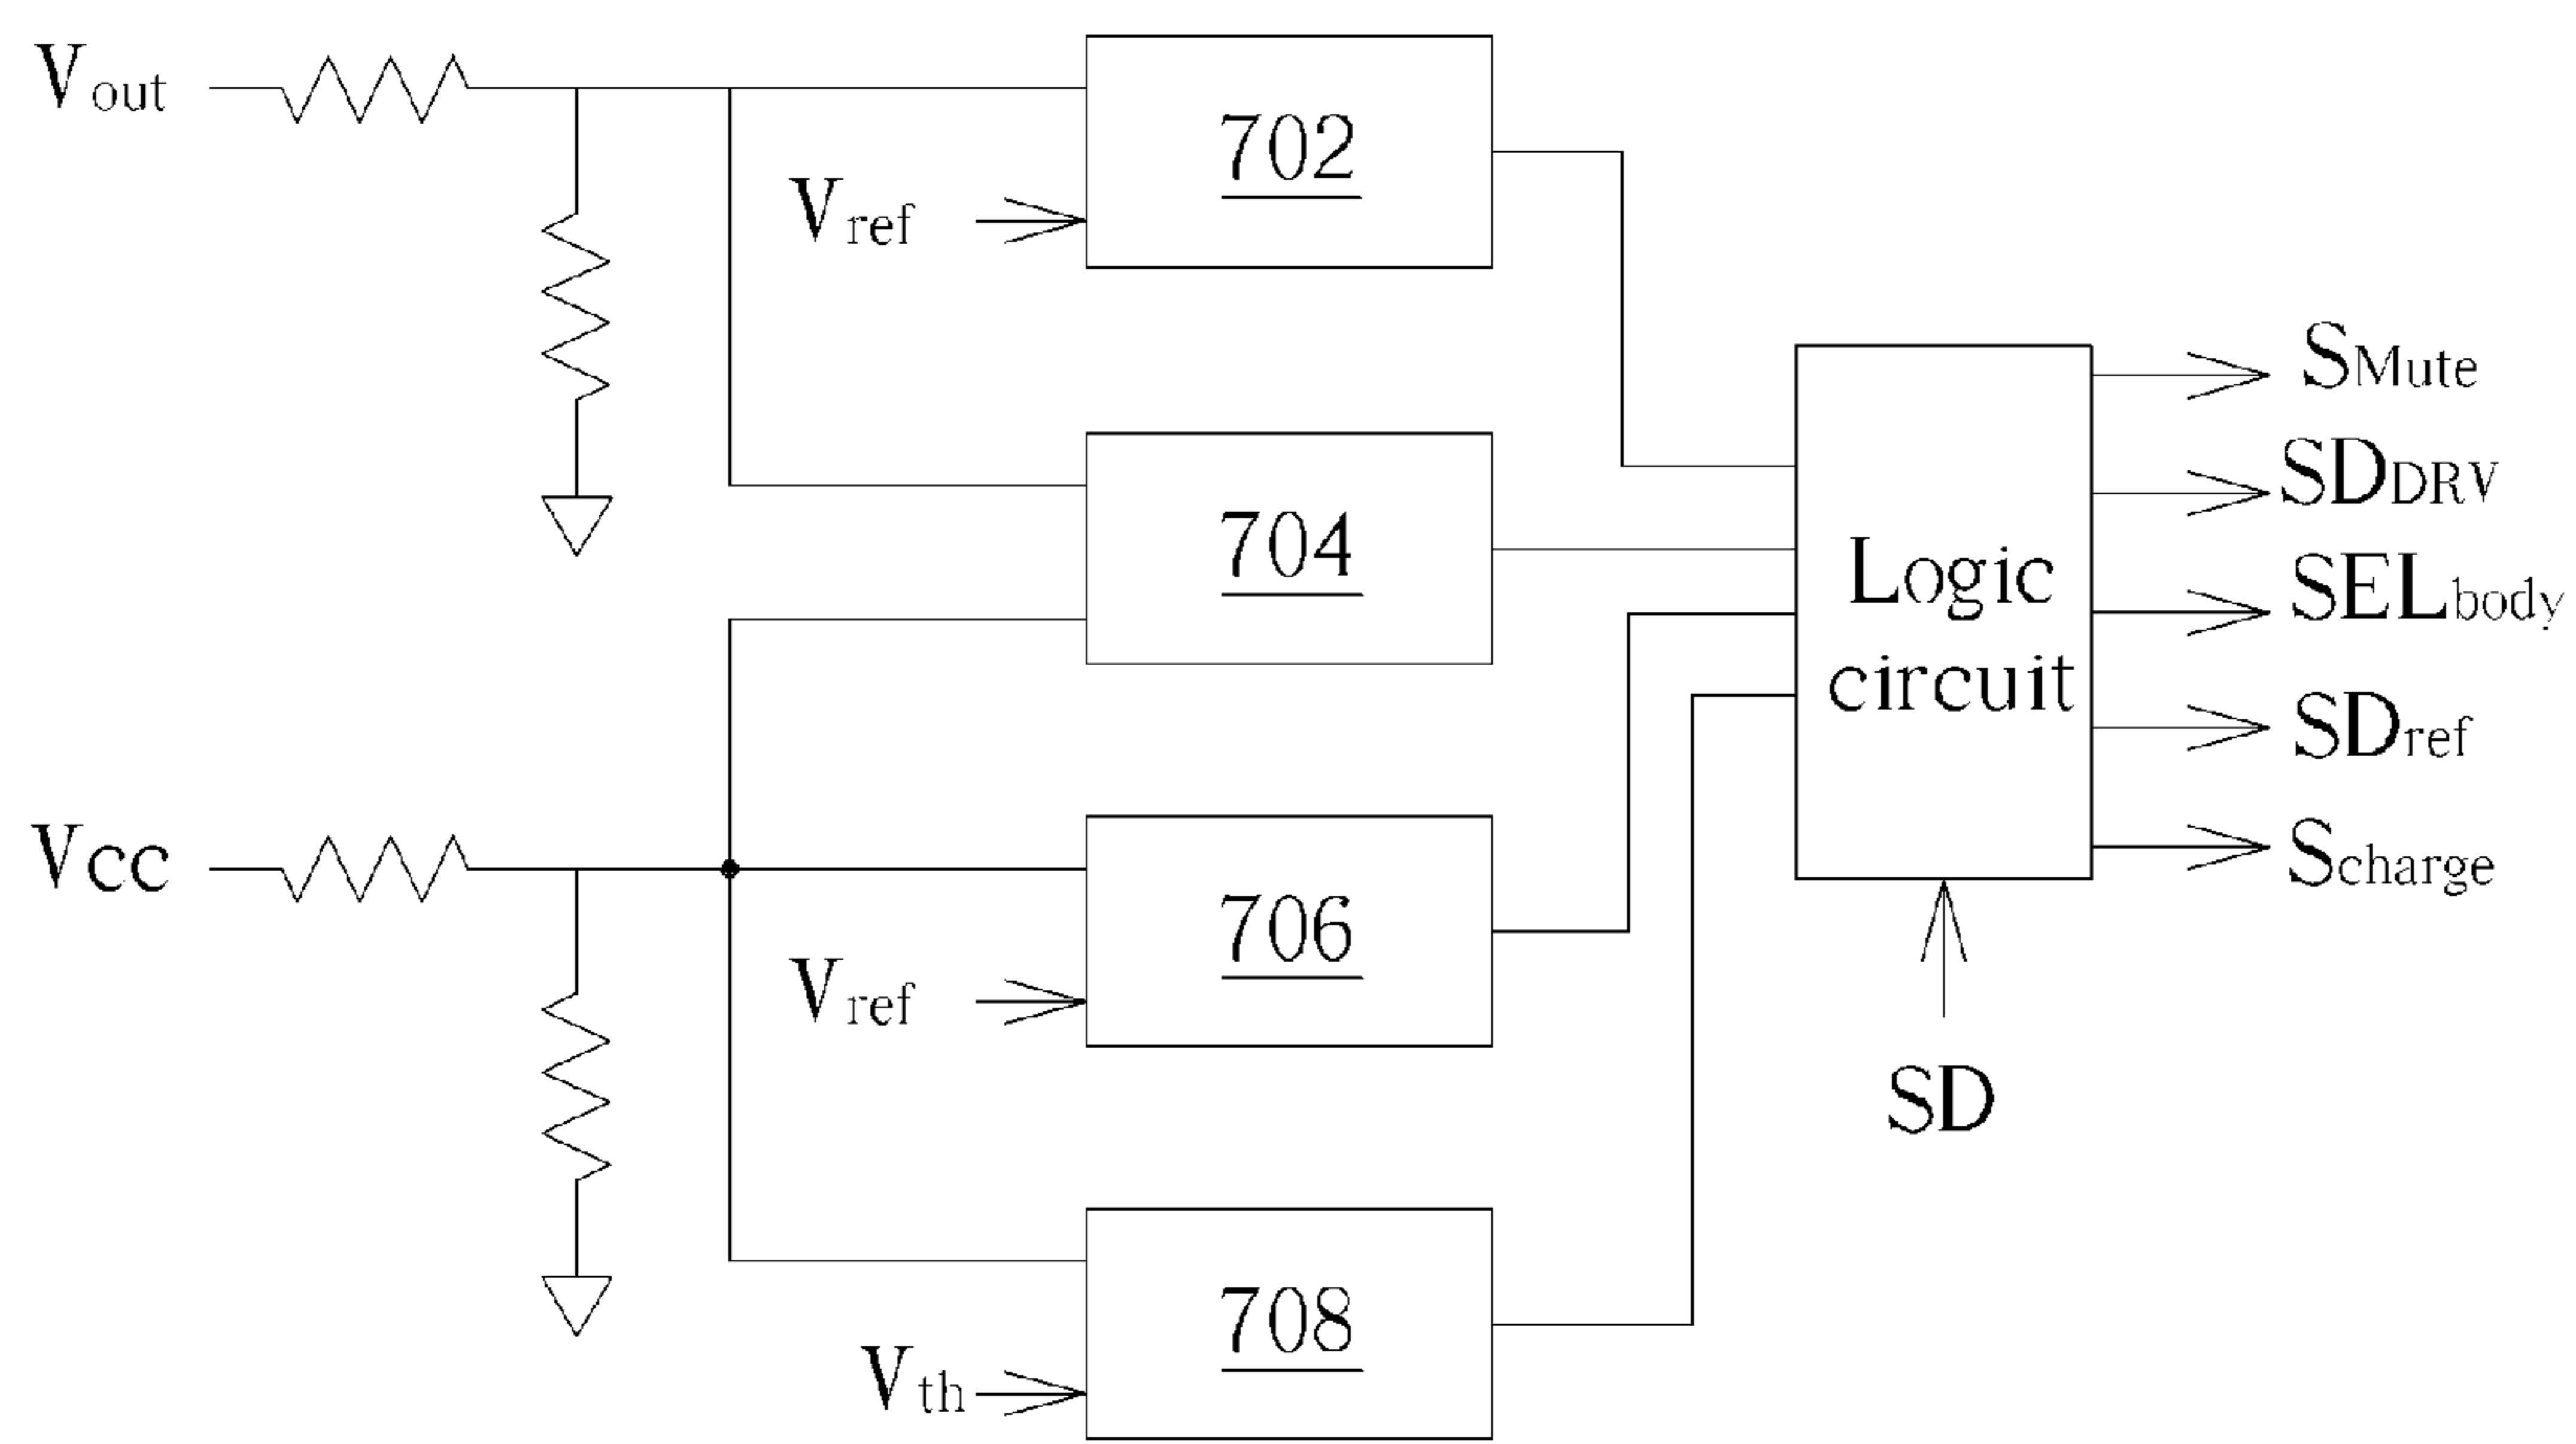 Vout
702
Vref
SMute
SDDRV
704
Logic
circuit
SELbody
SDref
VCC
706
Scharge
Vref
SD
708
Vth